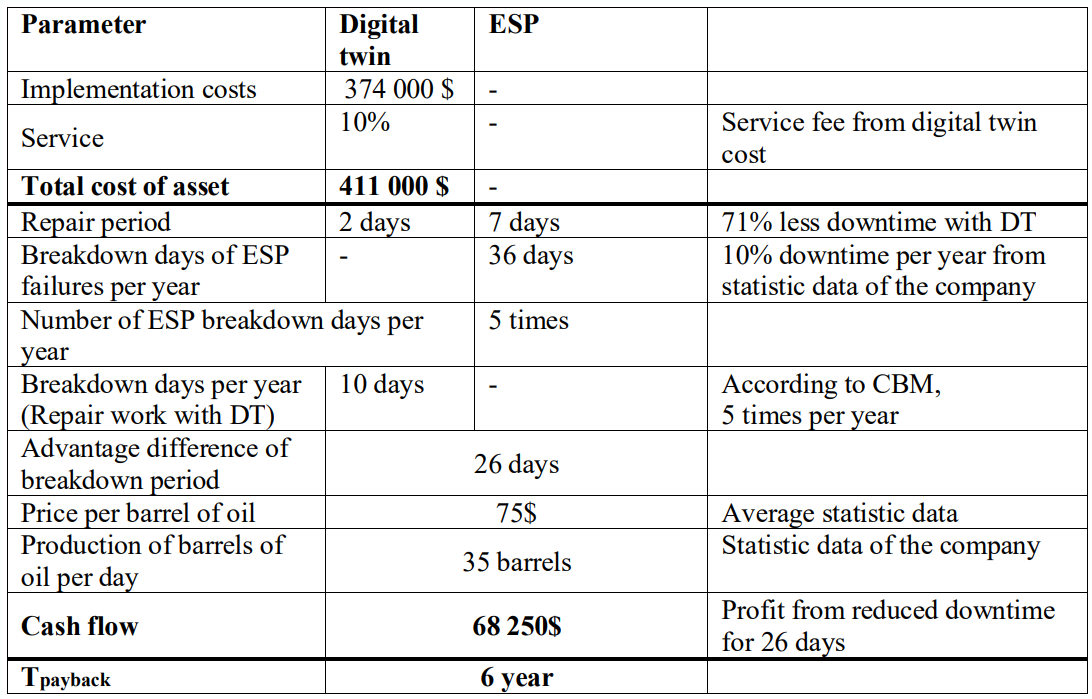 Parameter
Digital
twin
ESP
Implementation costs
374 000 $
-
Service
10%
-
Service fee from digital twin
cost
Total cost of asset
411 000 $
-
Repair period
2 days
7 days
71% less downtime with DT
Breakdown days of ESP
failures per year
-
36 days
10% downtime per year from
statistic data of the company
Number of ESP breakdown days per
year
5 times
Breakdown days per year
(Repair work with DT)
10 days
-
According to CBM,
5 times per year
Advantage difference of
breakdown period
26 days
Price per barrel of oil
75$
Average statistic data
Production of barrels of
oil per day
35 barrels
Statistic data of the company
Cash flow
68 250$
Profit from reduced downtime
for 26 days
Tpayback
6 year